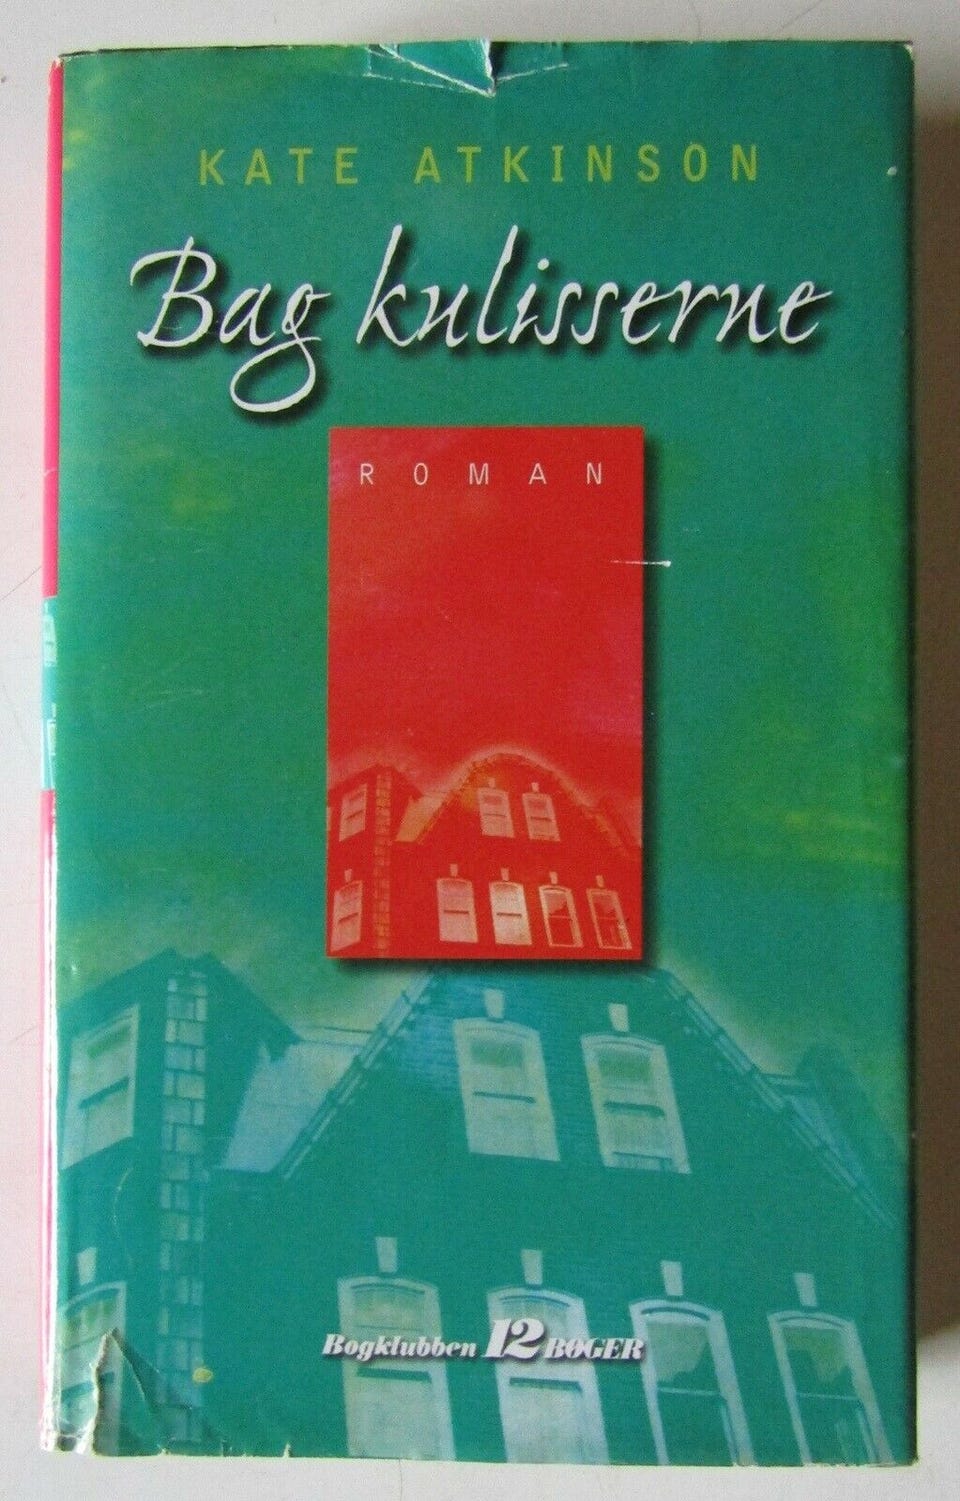 KATE ATKINSON
Bag kulisserne
ROMAN
Bogklubben 12 BØGER